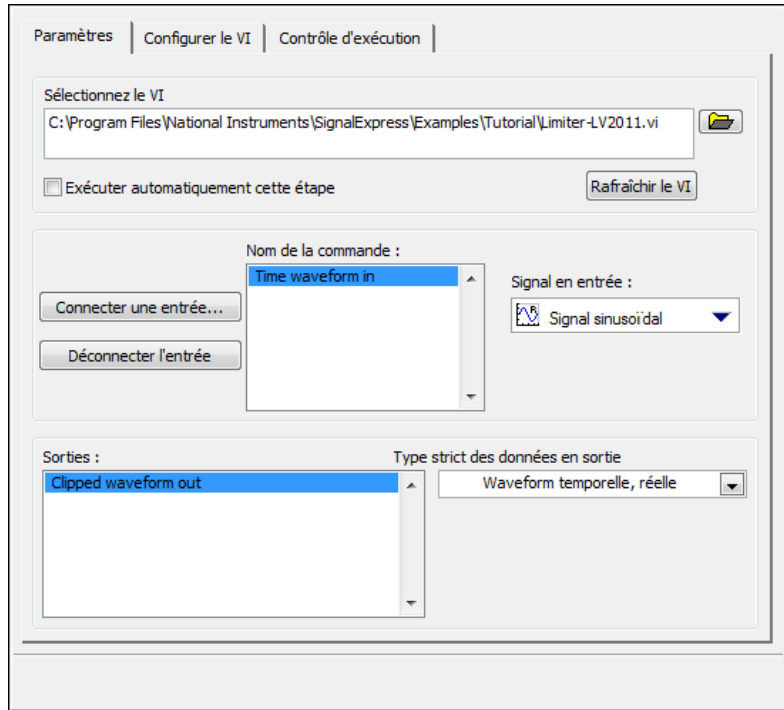 Paramètres
Configurer le VI
Contrôle d'exécution
Sélectionnez le VI
C:\Program Files\National Instruments\SignalExpress\Examples\Tutorial\Limiter-LV2011.vi
Exécuter automatiquement cette étape
Rafraîchir le VI
Nom de la commande :
Time waveform in
Connecter une entrée...
Déconnecter l'entrée
Signal en entrée :
Signal sinusoïdal
Sorties :
Clipped waveform out
Type strict des données en sortie
Waveform temporelle, réelle